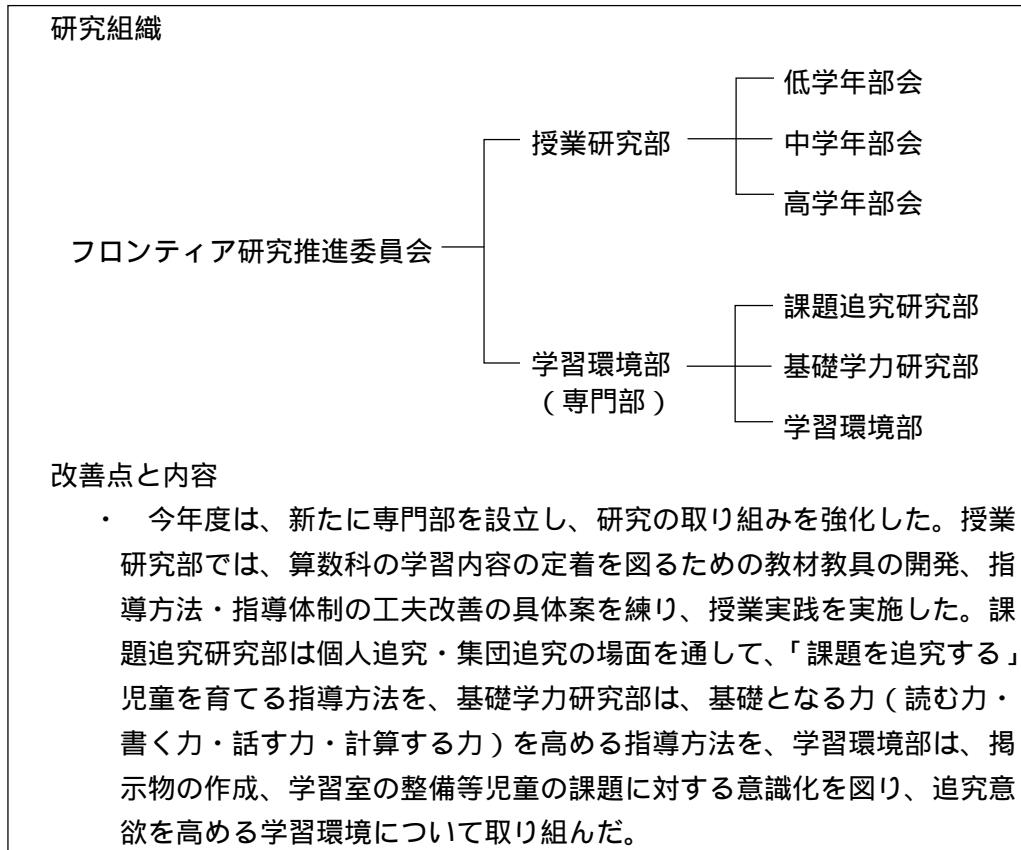 研究組織
低学年部会
授業研究部
中学年部会
高学年部会
フロンティア研究推進委員会
課題追究研究部
学習環境部
(専門部)
基礎学力研究部
学習環境部
改善点と内容
・ 今年度は、新たに専門部を設立し、研究の取り組みを強化した。授業
研究部では、算数科の学習内容の定着を図るための教材教具の開発、指
導方法・指導体制の工夫改善の具体案を練り、授業実践を実施した。課
題追究研究部は個人追究・集団追究の場面を通して、「課題を追究する」
児童を育てる指導方法を、基礎学力研究部は、基礎となる力(読む力・
書く力・話す力・計算する力)を高める指導方法を、学習環境部は、掲
示物の作成、学習室の整備等児童の課題に対する意識化を図り、追究意
欲を高める学習環境について取り組んだ。